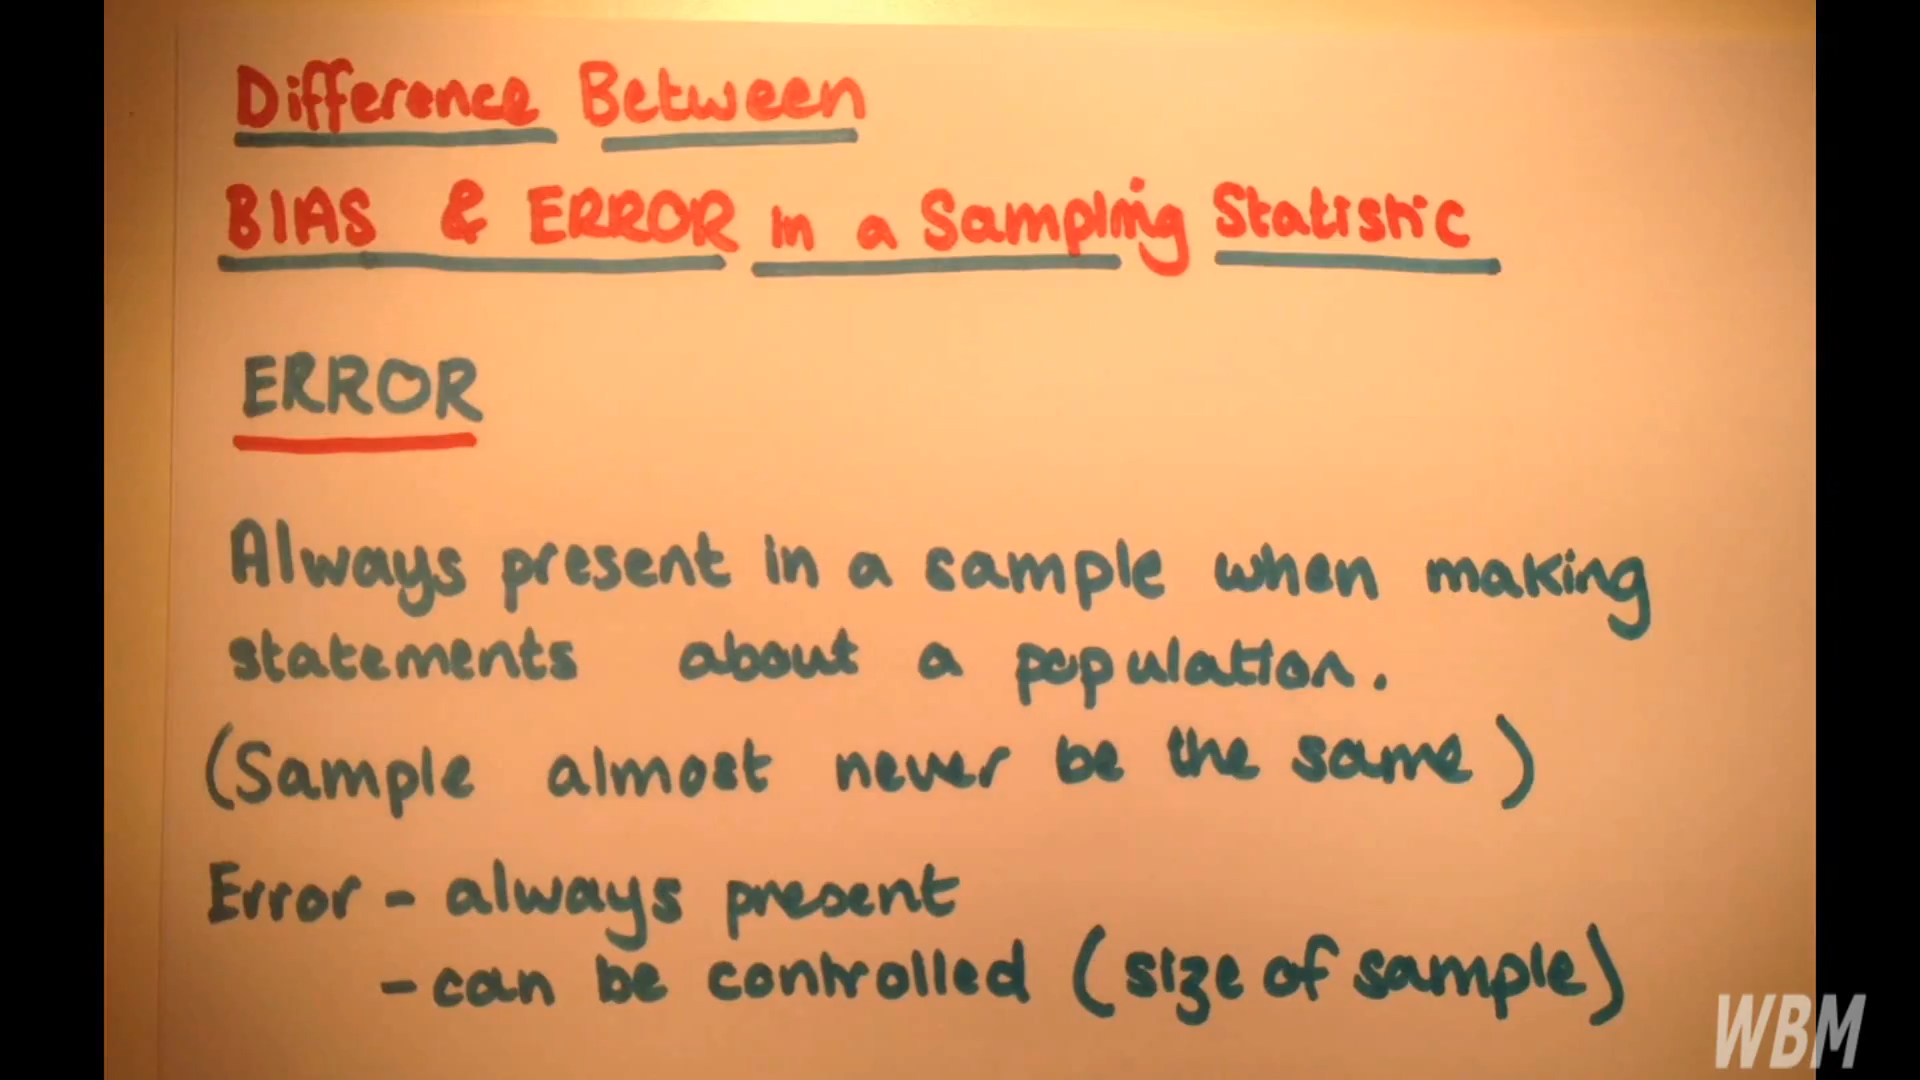 Difference Between
BIAS & ERROR in a Sampling Statistic
ERROR
Always present in a sample when making
statements about a population.
(Sample almost never be the same)
Error - always present
- can be controlled (size of sample)
WBM